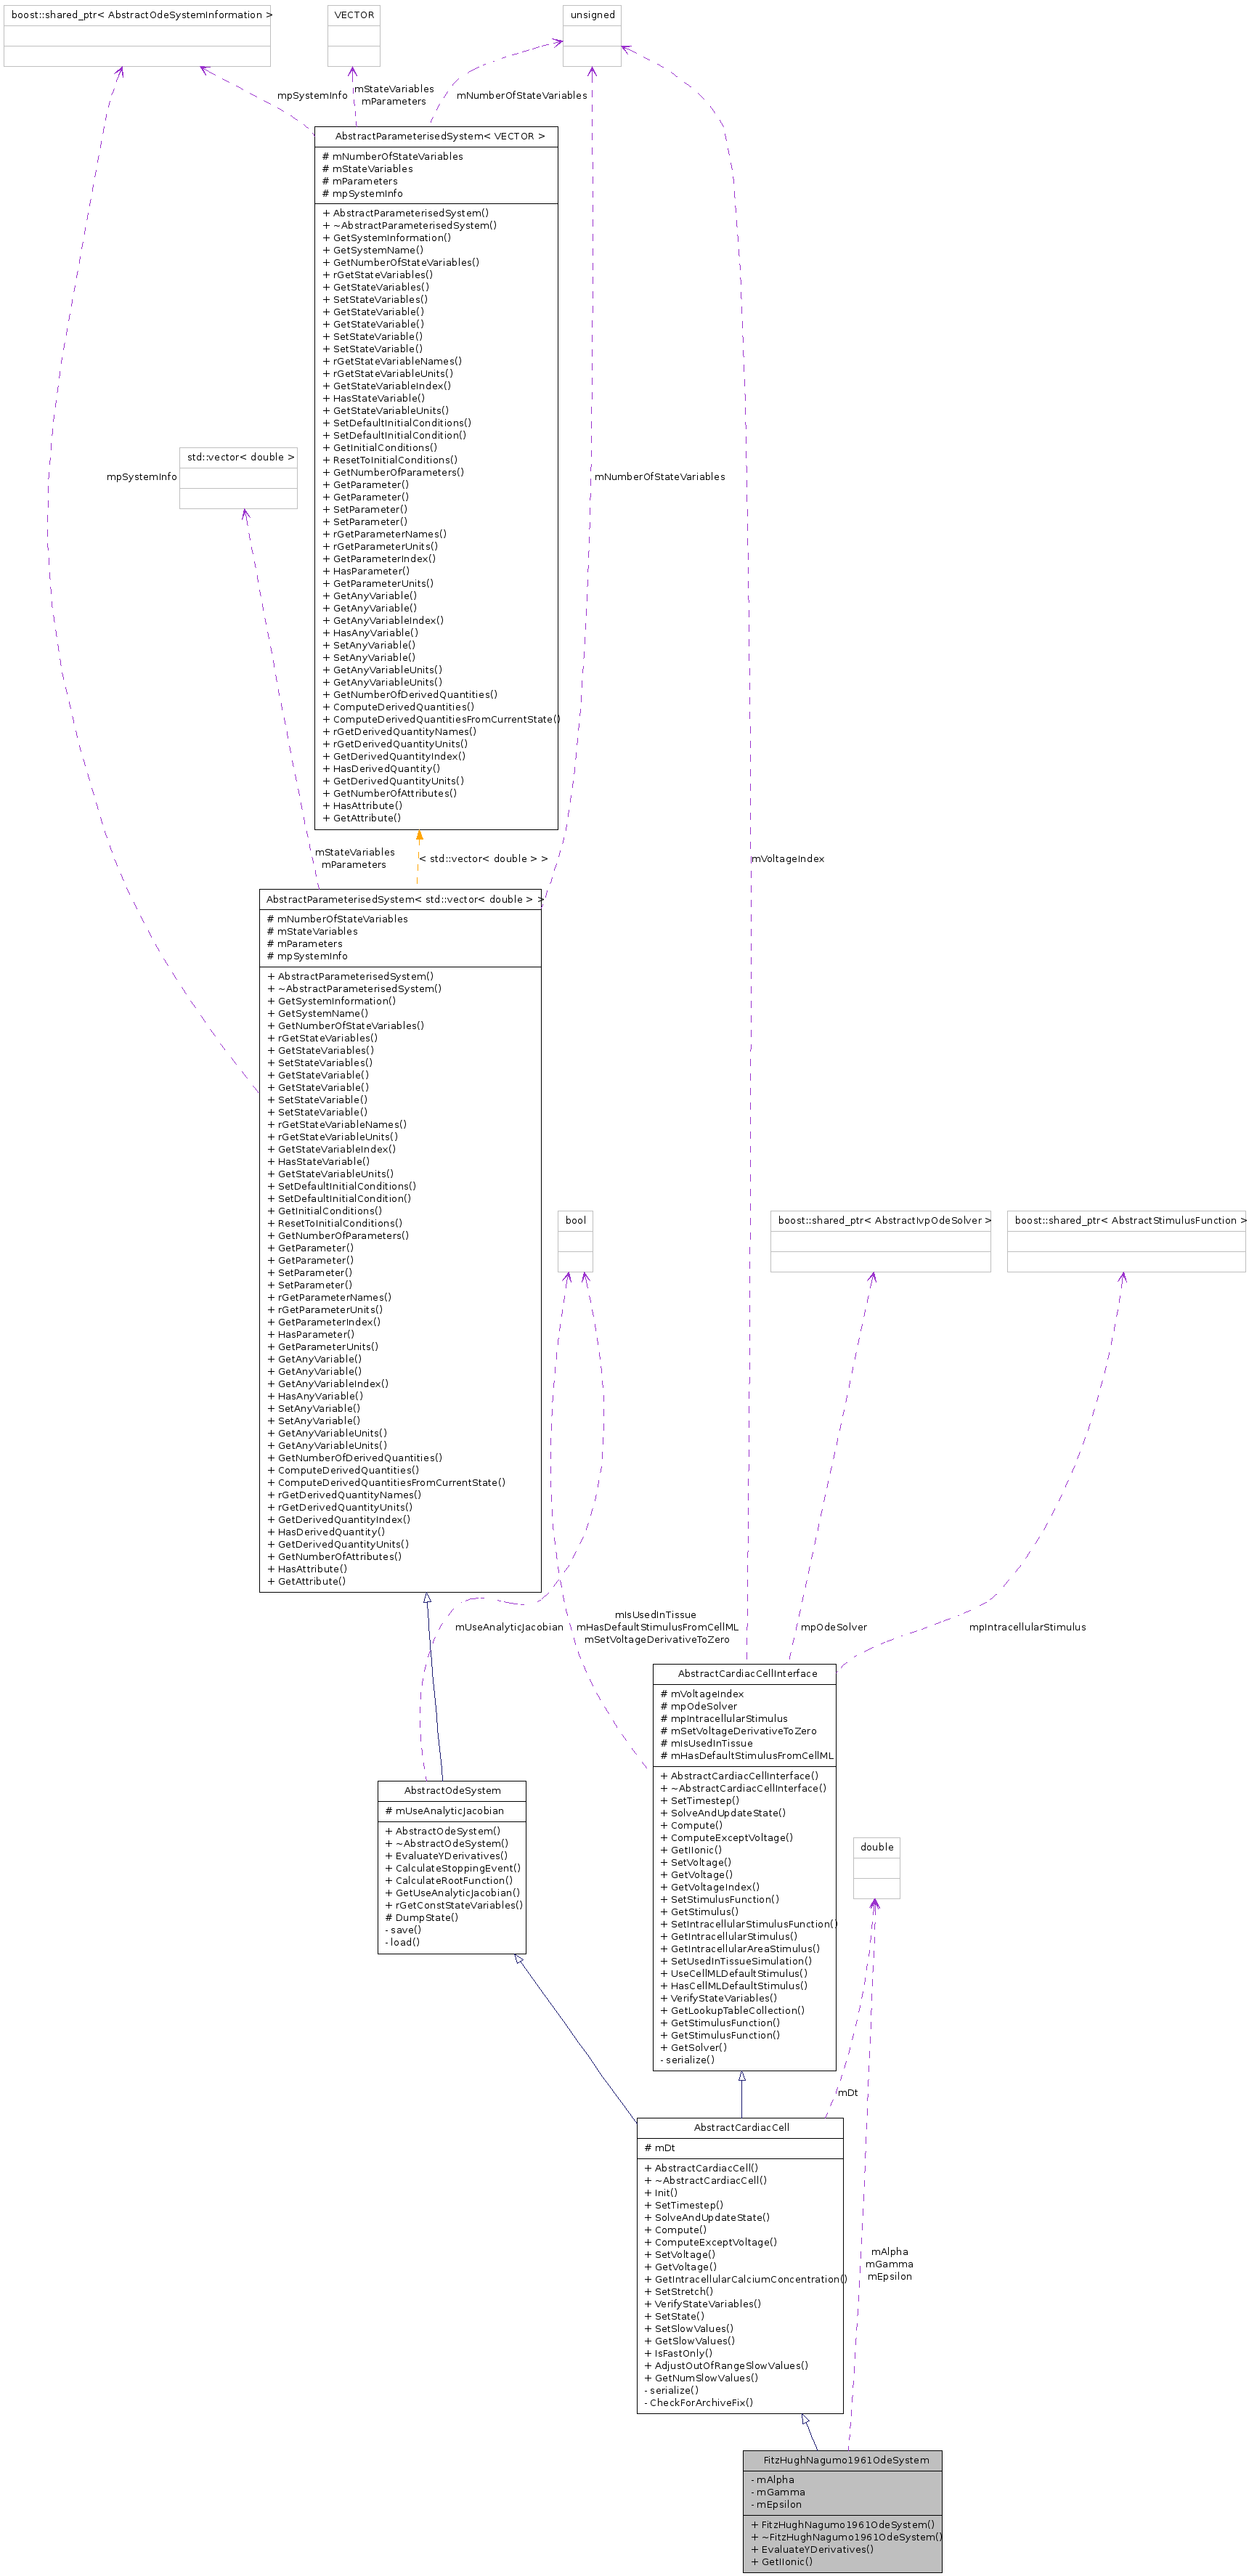 boost::shared_ptr< AbstractOdeSystemInformation >
VECTOR
unsigned
mpSystemInfo
mStateVariables
mParameters
mNumberOfStateVariables
AbstractParameterisedSystem< VECTOR >
# mNumberOfStateVariables
# mStateVariables
# mParameters
# mpSystemInfo
+ AbstractParameterisedSystem()
+ ~AbstractParameterisedSystem()
+ GetSystemInformation()
+ GetSystemName()
+ GetNumberOfStateVariables()
+ rGetStateVariables()
+ GetStateVariables()
+ SetStateVariables()
+ GetStateVariable()
+ GetStateVariable()
+ SetStateVariable()
+ SetStateVariable()
+ rGetStateVariableNames()
+ rGetStateVariableUnits()
+ GetStateVariableIndex()
+ HasStateVariable()
+ GetStateVariableUnits()
+ SetDefaultInitialConditions()
+ SetDefaultInitialCondition()
+ GetInitialConditions()
+ ResetToInitialConditions()
+ GetNumberOfParameters()
+ GetParameter()
+ GetParameter()
+ SetParameter()
+ SetParameter()
+ rGetParameterNames()
+ rGetParameterUnits()
+ GetParameterIndex()
+ HasParameter()
+ GetParameterUnits()
+ GetAnyVariable()
+ GetAnyVariable()
+ GetAnyVariableIndex()
+ HasAnyVariable()
+ SetAnyVariable()
+ SetAnyVariable()
+ GetAnyVariableUnits()
+ GetAnyVariableUnits()
+ GetNumberOfDerivedQuantities()
+ ComputeDerivedQuantities()
+ ComputeDerivedQuantitiesFromCurrentState()
+ rGetDerivedQuantityNames()
+ rGetDerivedQuantityUnits()
+ GetDerivedQuantityIndex()
+ HasDerivedQuantity()
+ GetDerivedQuantityUnits()
+ GetNumberOfAttributes()
+ HasAttribute()
+ GetAttribute()
std::vector< double >
mpSystemInfo
mNumberOfStateVariables
mStateVariables
mParameters
< std::vector< double > >
mVoltageIndex
AbstractParameterisedSystem< std::vector< double > >
# mNumberOfStateVariables
# mStateVariables
# mParameters
# mpSystemInfo
+ AbstractParameterisedSystem()
+ ~AbstractParameterisedSystem()
+ GetSystemInformation()
+ GetSystemName()
+ GetNumberOfStateVariables()
+ rGetStateVariables()
+ GetStateVariables()
+ SetStateVariables()
+ GetStateVariable()
+ GetStateVariable()
+ SetStateVariable()
+ SetStateVariable()
+ rGetStateVariableNames()
+ rGetStateVariableUnits()
+ GetStateVariableIndex()
+ HasStateVariable()
+ GetStateVariableUnits()
+ SetDefaultInitialConditions()
+ SetDefaultInitialCondition()
+ GetInitialConditions()
+ ResetToInitialConditions()
+ GetNumberOfParameters()
+ GetParameter()
+ GetParameter()
+ SetParameter()
+ SetParameter()
+ rGetParameterNames()
+ rGetParameterUnits()
+ GetParameterIndex()
+ HasParameter()
+ GetParameterUnits()
+ GetAnyVariable()
+ GetAnyVariable()
+ GetAnyVariableIndex()
+ HasAnyVariable()
+ SetAnyVariable()
+ SetAnyVariable()
+ GetAnyVariableUnits()
+ GetAnyVariableUnits()
+ GetNumberOfDerivedQuantities()
+ ComputeDerivedQuantities()
+ ComputeDerivedQuantitiesFromCurrentState()
+ rGetDerivedQuantityNames()
+ rGetDerivedQuantityUnits()
+ GetDerivedQuantityIndex()
+ HasDerivedQuantity()
+ GetDerivedQuantityUnits()
+ GetNumberOfAttributes()
+ HasAttribute()
+ GetAttribute()
bool
boost::shared_ptr< AbstractIvpOdeSolver >
boost::shared_ptr< AbstractStimulusFunction >
mUseAnalyticJacobian
mIsUsedInTissue
mHasDefaultStimulusFromCellML
mSetVoltageDerivativeToZero
mpOdeSolver
mpIntracellularStimulus
AbstractCardiacCellInterface
# mVoltageIndex
# mpOdeSolver
# mpIntracellularStimulus
# mSetVoltageDerivativeToZero
# mIsUsedInTissue
# mHasDefaultStimulusFromCellML
+ AbstractCardiacCellInterface()
+ ~AbstractCardiacCellInterface()
+ SetTimestep()
+ SolveAndUpdateState()
+ Compute()
+ ComputeExceptVoltage()
+ GetIIonic()
+ SetVoltage()
+ GetVoltage()
+ GetVoltageIndex()
+ SetStimulusFunction()
+ GetStimulus()
+ SetIntracellularStimulusFunction()
+ GetIntracellularStimulus()
+ GetIntracellularAreaStimulus()
+ SetUsedInTissueSimulation()
+ UseCellMLDefaultStimulus()
+ HasCellMLDefaultStimulus()
+ VerifyStateVariables()
+ GetLookupTableCollection()
+ GetStimulusFunction()
+ GetStimulusFunction()
+ GetSolver()
- serialize()
AbstractOdeSystem
# mUseAnalyticJacobian
+ AbstractOdeSystem()
+ ~AbstractOdeSystem()
+ EvaluateYDerivatives()
+ CalculateStoppingEvent()
+ CalculateRootFunction()
+ GetUseAnalyticJacobian()
+ rGetConstStateVariables()
# DumpState()
- save()
- load()
double
mDt
AbstractCardiacCell
# mDt
+ AbstractCardiacCell()
+ ~AbstractCardiacCell()
+ Init()
+ SetTimestep()
+ SolveAndUpdateState()
+ Compute()
+ ComputeExceptVoltage()
+ SetVoltage()
+ GetVoltage()
+ GetIntracellularCalciumConcentration()
+ SetStretch()
+ VerifyStateVariables()
+ SetState()
+ SetSlowValues()
+ GetSlowValues()
+ IsFastOnly()
+ AdjustOutOfRangeSlowValues()
+ GetNumSlowValues()
- serialize()
- CheckForArchiveFix()
mAlpha
mGamma
mEpsilon
FitzHughNagumo1961OdeSystem
- mAlpha
- mGamma
- mEpsilon
+ FitzHughNagumo1961OdeSystem()
+ ~FitzHughNagumo1961OdeSystem()
+ EvaluateYDerivatives()
+ GetIIonic()